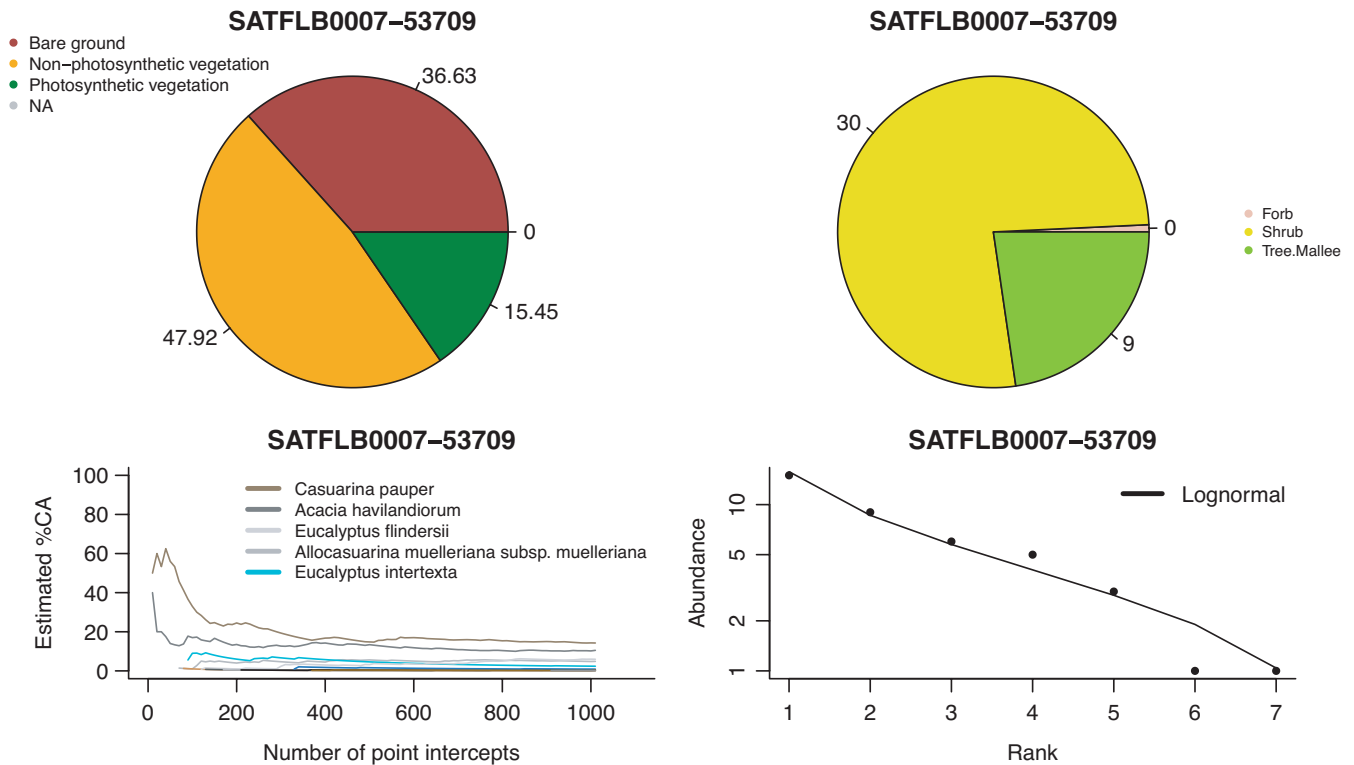 SATFLB0007–53709
Bare ground
Non–photosynthetic vegetation
Photosynthetic vegetation
NA
36.63
0
15.45
47.92
SATFLB0007–53709
30
0
9
Forb
Shrub
Tree.Mallee
SATFLB0007–53709
Estimated %CA
100
80
60
40
20
0
Casuarina pauper
Acacia havilandiorum
Eucalyptus flindersii
Allocasuarina muelleriana subsp. muelleriana
Eucalyptus intertexta
0 200 400 600 800 1000
Number of point intercepts
SATFLB0007–53709
Abundance
10
5
2
1
Lognormal
1 2 3 4 5 6 7
Rank